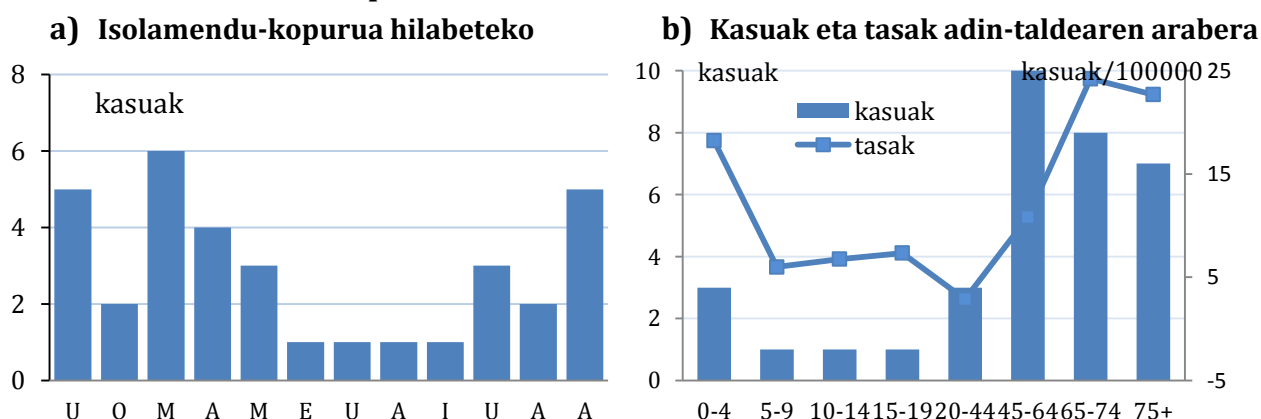 a) Isolamendu-kopurua hilabeteko
8
kasuak
6
4
2
0
U O M A M E U A I U A A
b) Kasuak eta tasak adin-taldearen arabera
10 kasuak kasuak/100000 25
kasuak
8
tasak
15
6
4
5
2
0 -5
0-4 5-9 10-14 15-19 20-44 45-64 65-74 75+